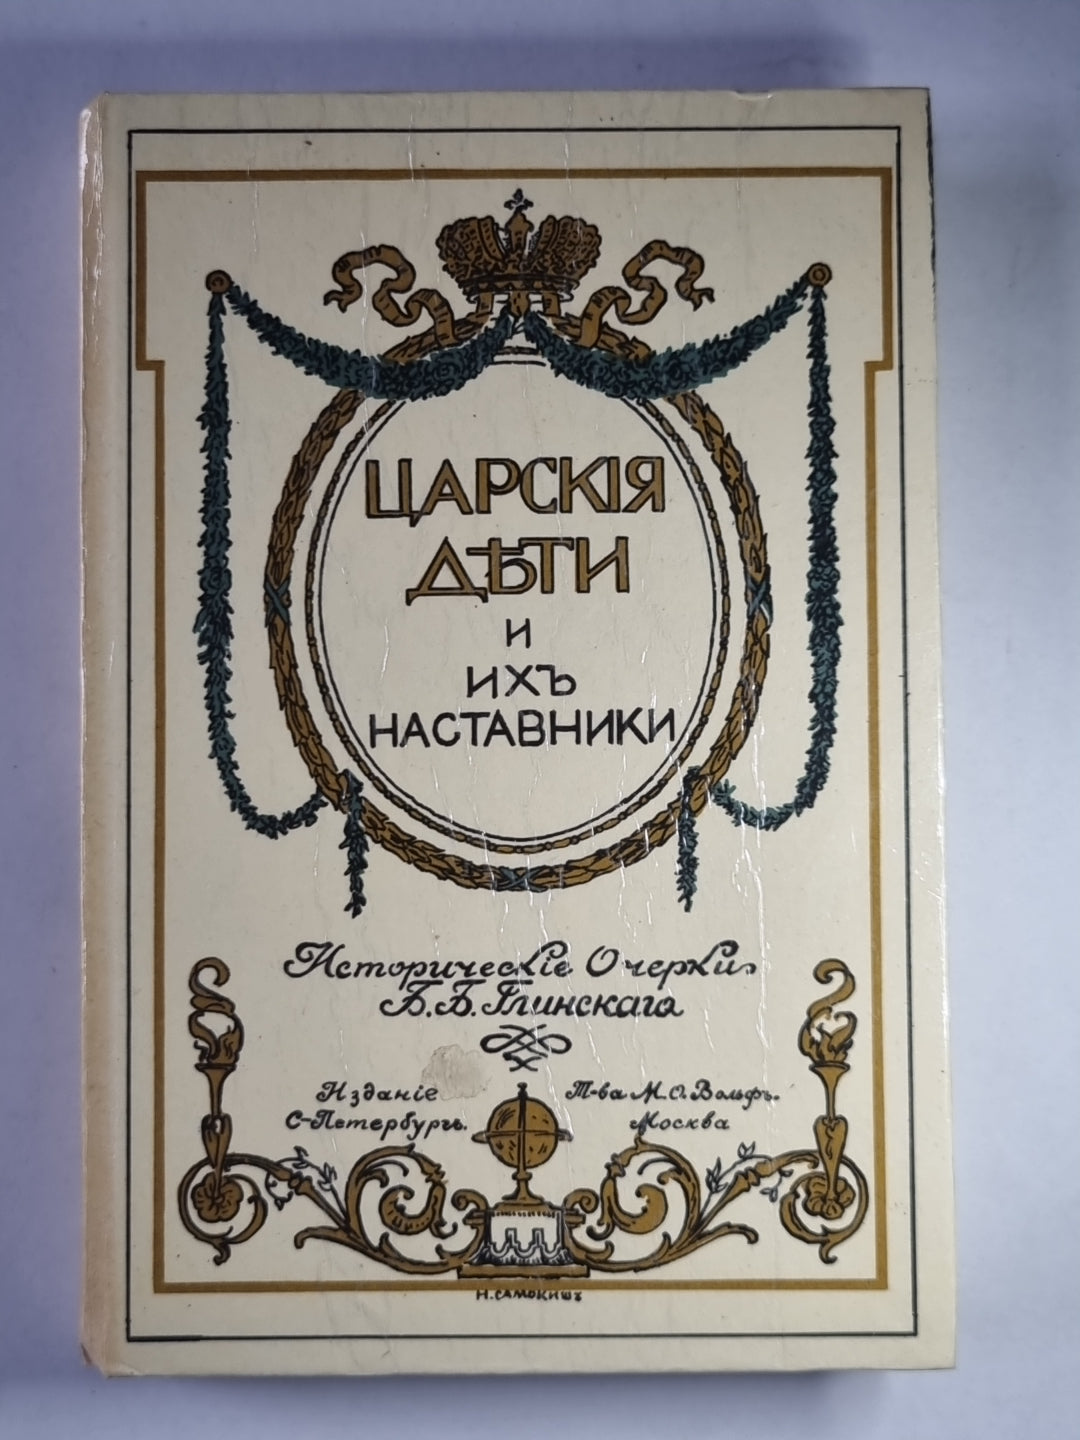 ЦАРСКІЯ
ДѢТИ
И
ИХЪ
НАСТАВНИКИ
Историческіе Очерки
Б.Б.Глинскаго
Изданіе Т-ва М.О.Вольфъ.
С-Петербургъ. Москва
Н.САМОКИШЪ